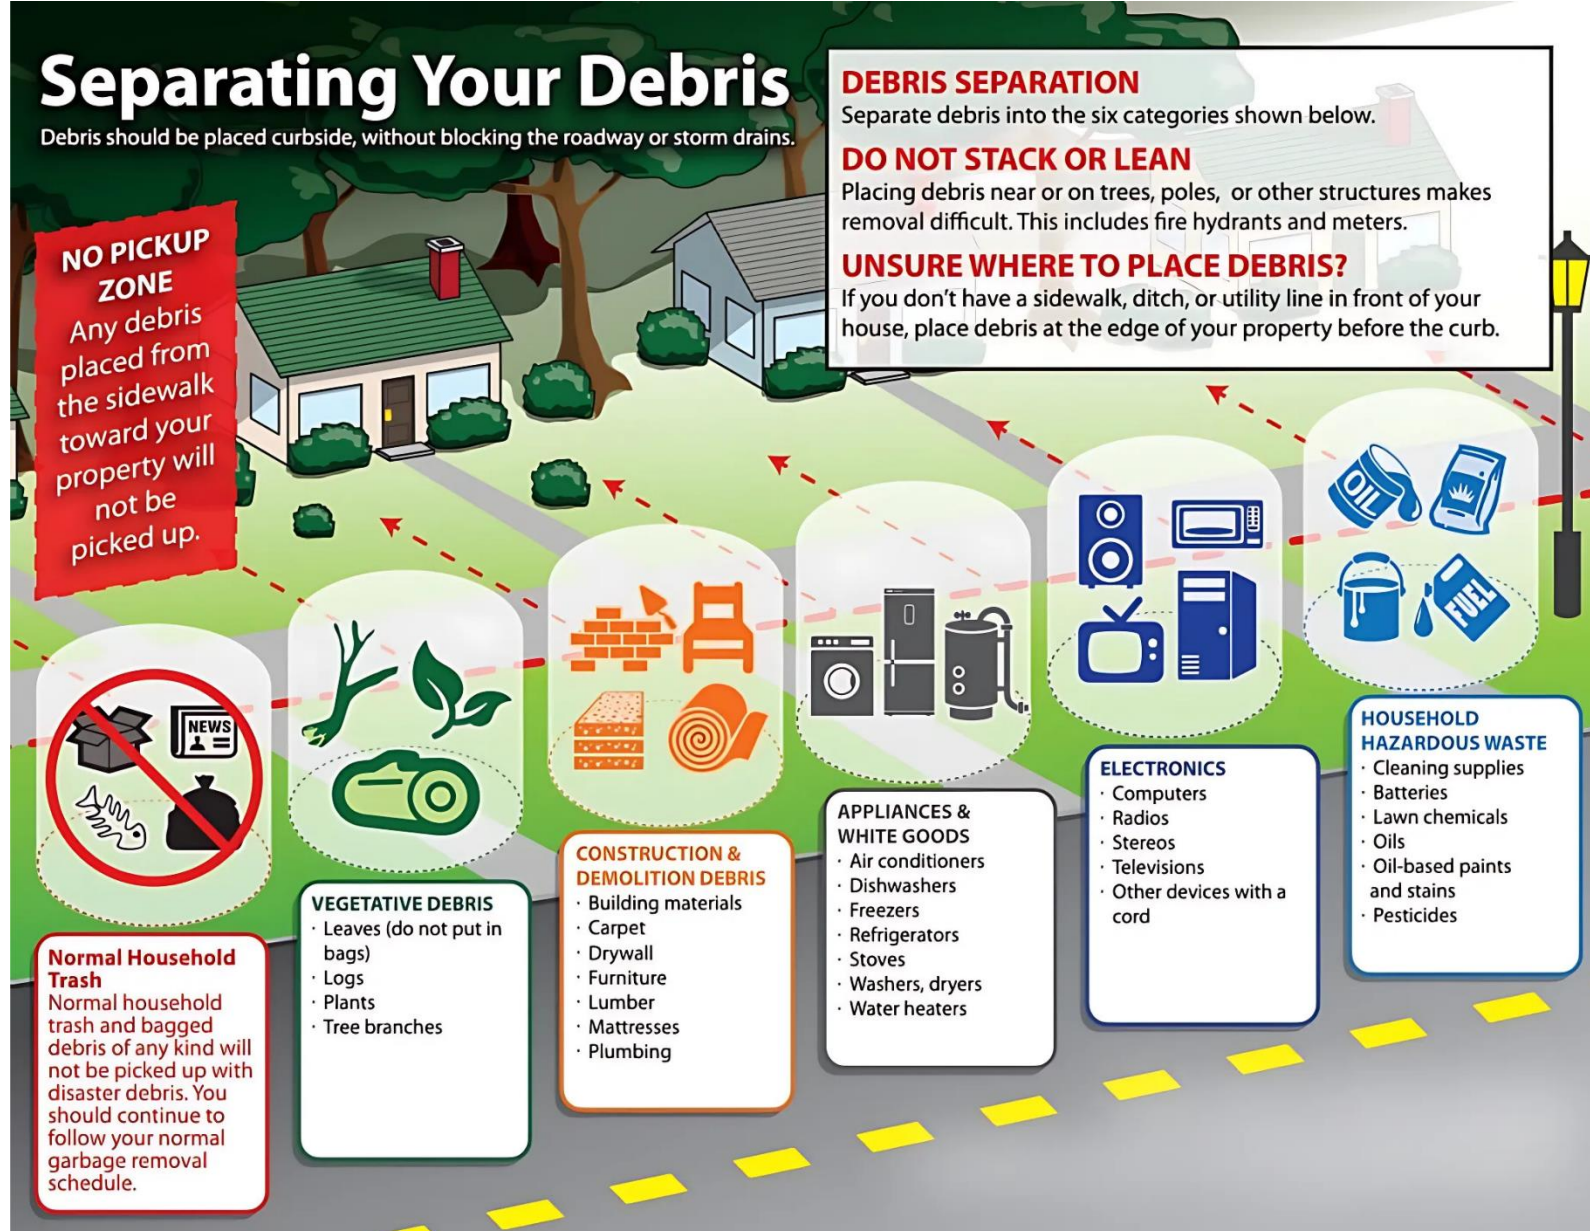 Separating Your Debris
Debris should be placed curbside, without blocking the roadway or storm drains.
DEBRIS SEPARATION
Separate debris into the six categories shown below.
DO NOT STACK OR LEAN
Placing debris near or on trees, poles, or other structures makes
removal difficult. This includes fire hydrants and meters.
UNSURE WHERE TO PLACE DEBRIS?
If you don't have a sidewalk, ditch, or utility line in front of your
house, place debris at the edge of your property before the curb.
NO PICKUP
ZONE
Any debris
placed from
the sidewalk
toward your
property will
not be
picked up.
NEWS
OIL
FUEL
Normal Household
Trash
Normal household
trash and bagged
debris of any kind will
not be picked up with
disaster debris. You
should continue to
follow your normal
garbage removal
schedule.
VEGETATIVE DEBRIS
· Leaves (do not put in
bags)
· Logs
· Plants
· Tree branches
CONSTRUCTION &
DEMOLITION DEBRIS
· Building materials
· Carpet
· Drywall
· Furniture
· Lumber
· Mattresses
· Plumbing
APPLIANCES &
WHITE GOODS
· Air conditioners
· Dishwashers
· Freezers
· Refrigerators
· Stoves
· Washers, dryers
· Water heaters
ELECTRONICS
· Computers
· Radios
· Stereos
· Televisions
· Other devices with a
cord
HOUSEHOLD
HAZARDOUS WASTE
· Cleaning supplies
· Batteries
· Lawn chemicals
· Oils
· Oil-based paints
and stains
· Pesticides